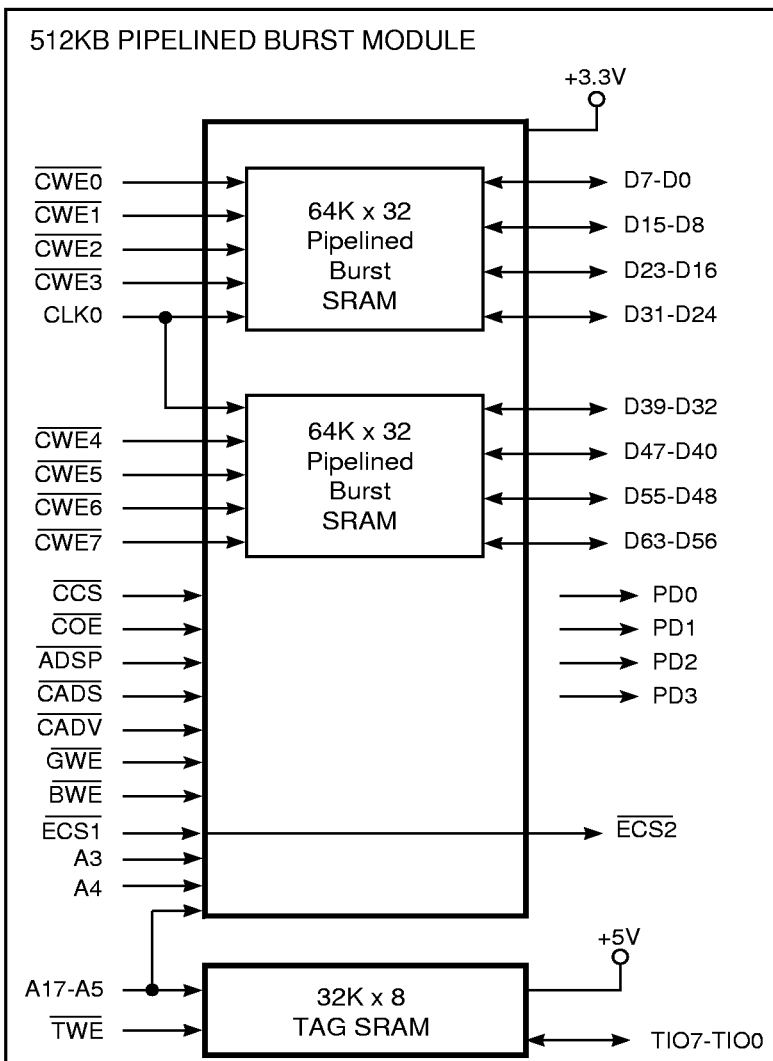 512KB PIPELINED BURST MODULE
+3.3V
CWE0
CWE1
CWE2
CWE3
CLK0
64K x 32
Pipelined
Burst
SRAM
D7-D0
D15-D8
D23-D16
D31-D24
CWE4
CWE5
CWE6
CWE7
64K x 32
Pipelined
Burst
SRAM
D39-D32
D47-D40
D55-D48
D63-D56
CCS
COE
ADSP
CADS
CADV
GWE
BWE
ECS1
A3
A4
PD0
PD1
PD2
PD3
ECS2
+5V
A17-A5
TWE
32K x 8
TAG SRAM
TIO7-TIO0